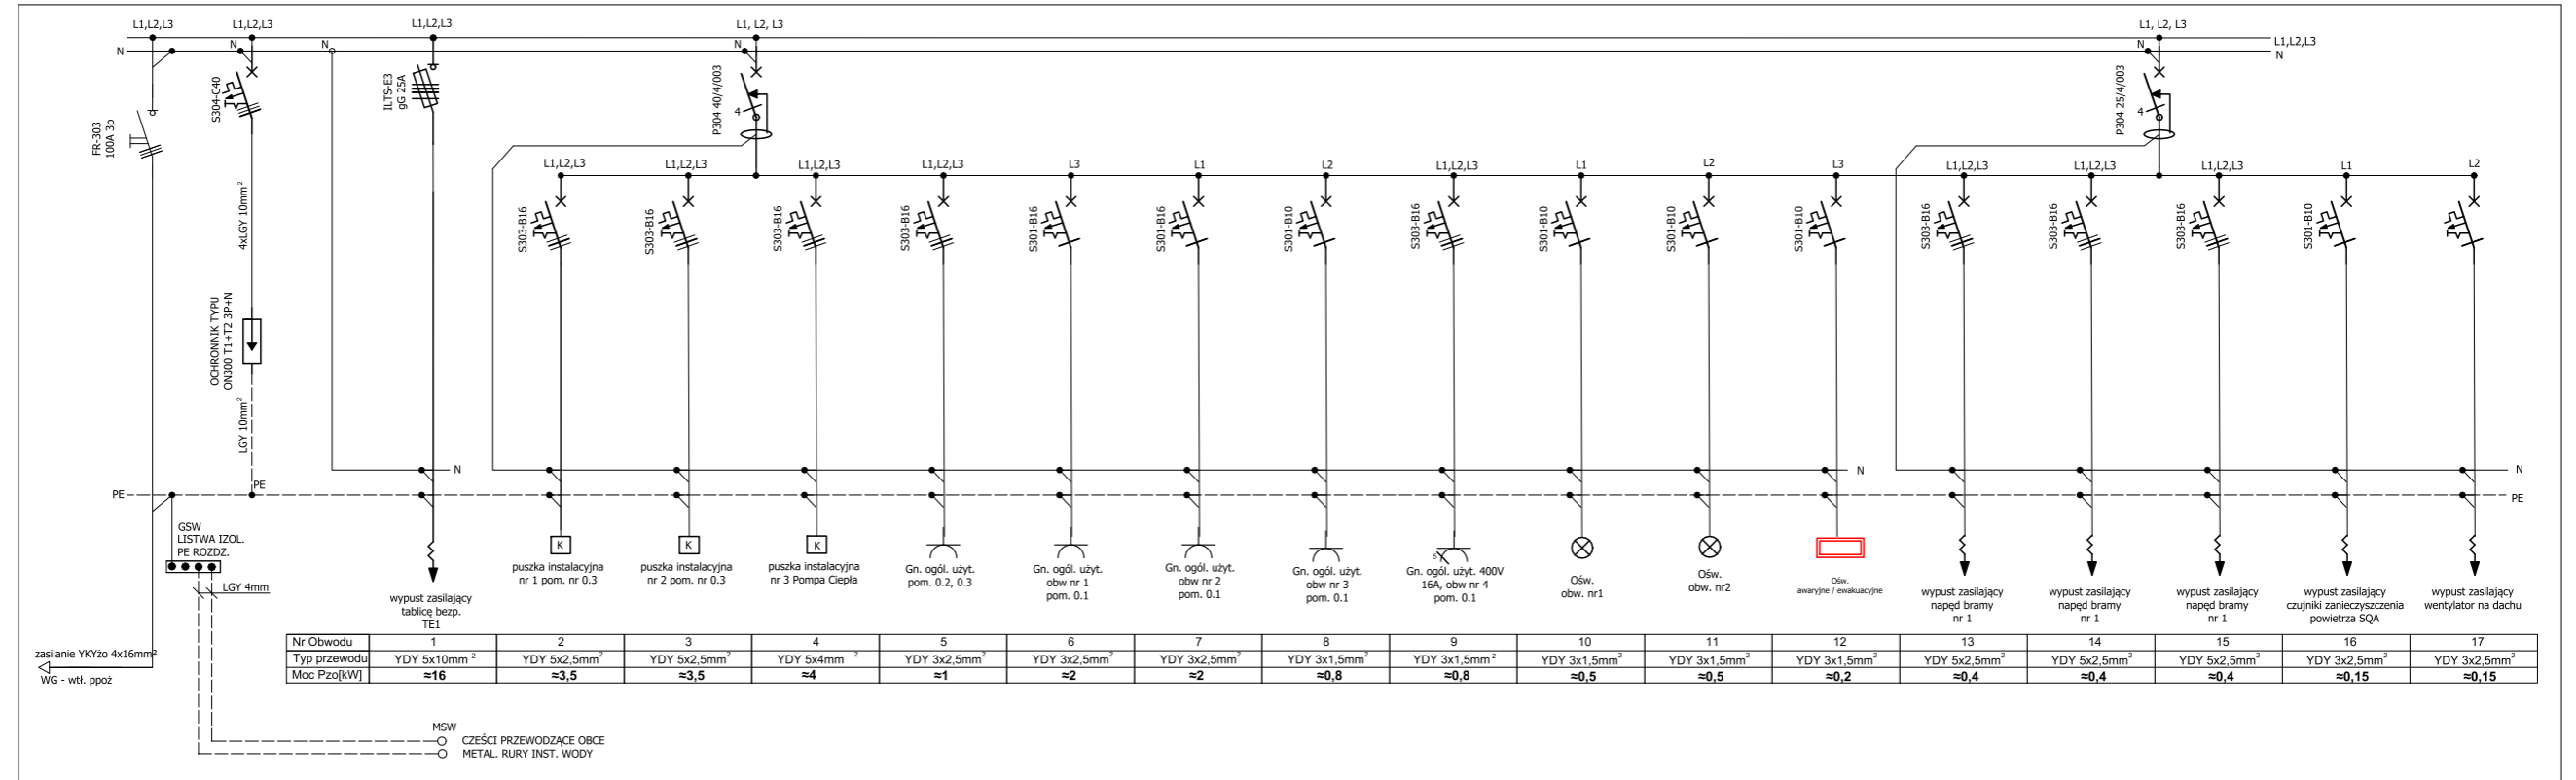 L1,L2,L3
L1,L2,L3
L1,L2,L3
L1, L2, L3
L1, L2, L3
N
N
N
N
N
L1,L2,L3
N
FR-303
100A 3p
S304-C40
ILTS-E3
gG 25A
P304 40/4/003
4
P304 25/4/003
4
4xLGY 10mm²
OCHRONNIK TYPU
ON300 T1+T2 3P+N
LGY 10mm²
L1,L2,L3
L1,L2,L3
L1,L2,L3
L1,L2,L3
L3
L1
L2
L1,L2,L3
L1
L2
L3
L1,L2,L3
L1,L2,L3
L1,L2,L3
L1
L2
S303-B16
S303-B16
S303-B16
S303-B16
S301-B16
S301-B16
S301-B10
S303-B16
S301-B10
S301-B10
S301-B10
S303-B16
S303-B16
S303-B16
S301-B10
N
N
N
PE
PE
PE
GSW
LISTWA IZOL.
PE ROZDZ.
LGY 4mm
K
K
K
5
wypust zasilający
tablicę bezp.
TE1
puszka instalacyjna
nr 1 pom. nr 0.3
puszka instalacyjna
nr 2 pom. nr 0.3
puszka instalacyjna
nr 3 Pompa Ciepła
Gn. ogól. użyt.
pom. 0.2, 0.3
Gn. ogól. użyt.
obw nr 1
pom. 0.1
Gn. ogól. użyt.
obw nr 2
pom. 0.1
Gn. ogól. użyt.
obw nr 3
pom. 0.1
Gn. ogól. użyt. 400V
16A, obw nr 4
pom. 0.1
Ośw.
obw. nr1
Ośw.
obw. nr2
Ośw.
awaryjne / ewakuacyjne
wypust zasilający
napęd bramy
nr 1
wypust zasilający
napęd bramy
nr 1
wypust zasilający
napęd bramy
nr 1
wypust zasilający
czujniki zanieczyszczenia
powietrza SQA
wypust zasilający
wentylator na dachu
Nr Obwodu 1 2 3 4 5 6 7 8 9 10 11 12 13 14 15 16 17
Typ przewodu YDY 5x10mm² YDY 5x2,5mm² YDY 5x2,5mm² YDY 5x4mm² YDY 3x2,5mm² YDY 3x2,5mm² YDY 3x2,5mm² YDY 3x1,5mm² YDY 3x1,5mm² YDY 3x1,5mm² YDY 3x1,5mm² YDY 3x1,5mm² YDY 5x2,5mm² YDY 5x2,5mm² YDY 5x2,5mm² YDY 3x2,5mm² YDY 3x2,5mm²
Moc Pzo[kW] ≈16 ≈3,5 ≈3,5 ≈4 ≈1 ≈2 ≈2 ≈0,8 ≈0,8 ≈0,5 ≈0,5 ≈0,2 ≈0,4 ≈0,4 ≈0,4 ≈0,15 ≈0,15
zasilanie YKYżo 4x16mm²
WG - wtł. ppoż
MSW
CZEŚCI PRZEWODZĄCE OBCE
METAL. RURY INST. WODY